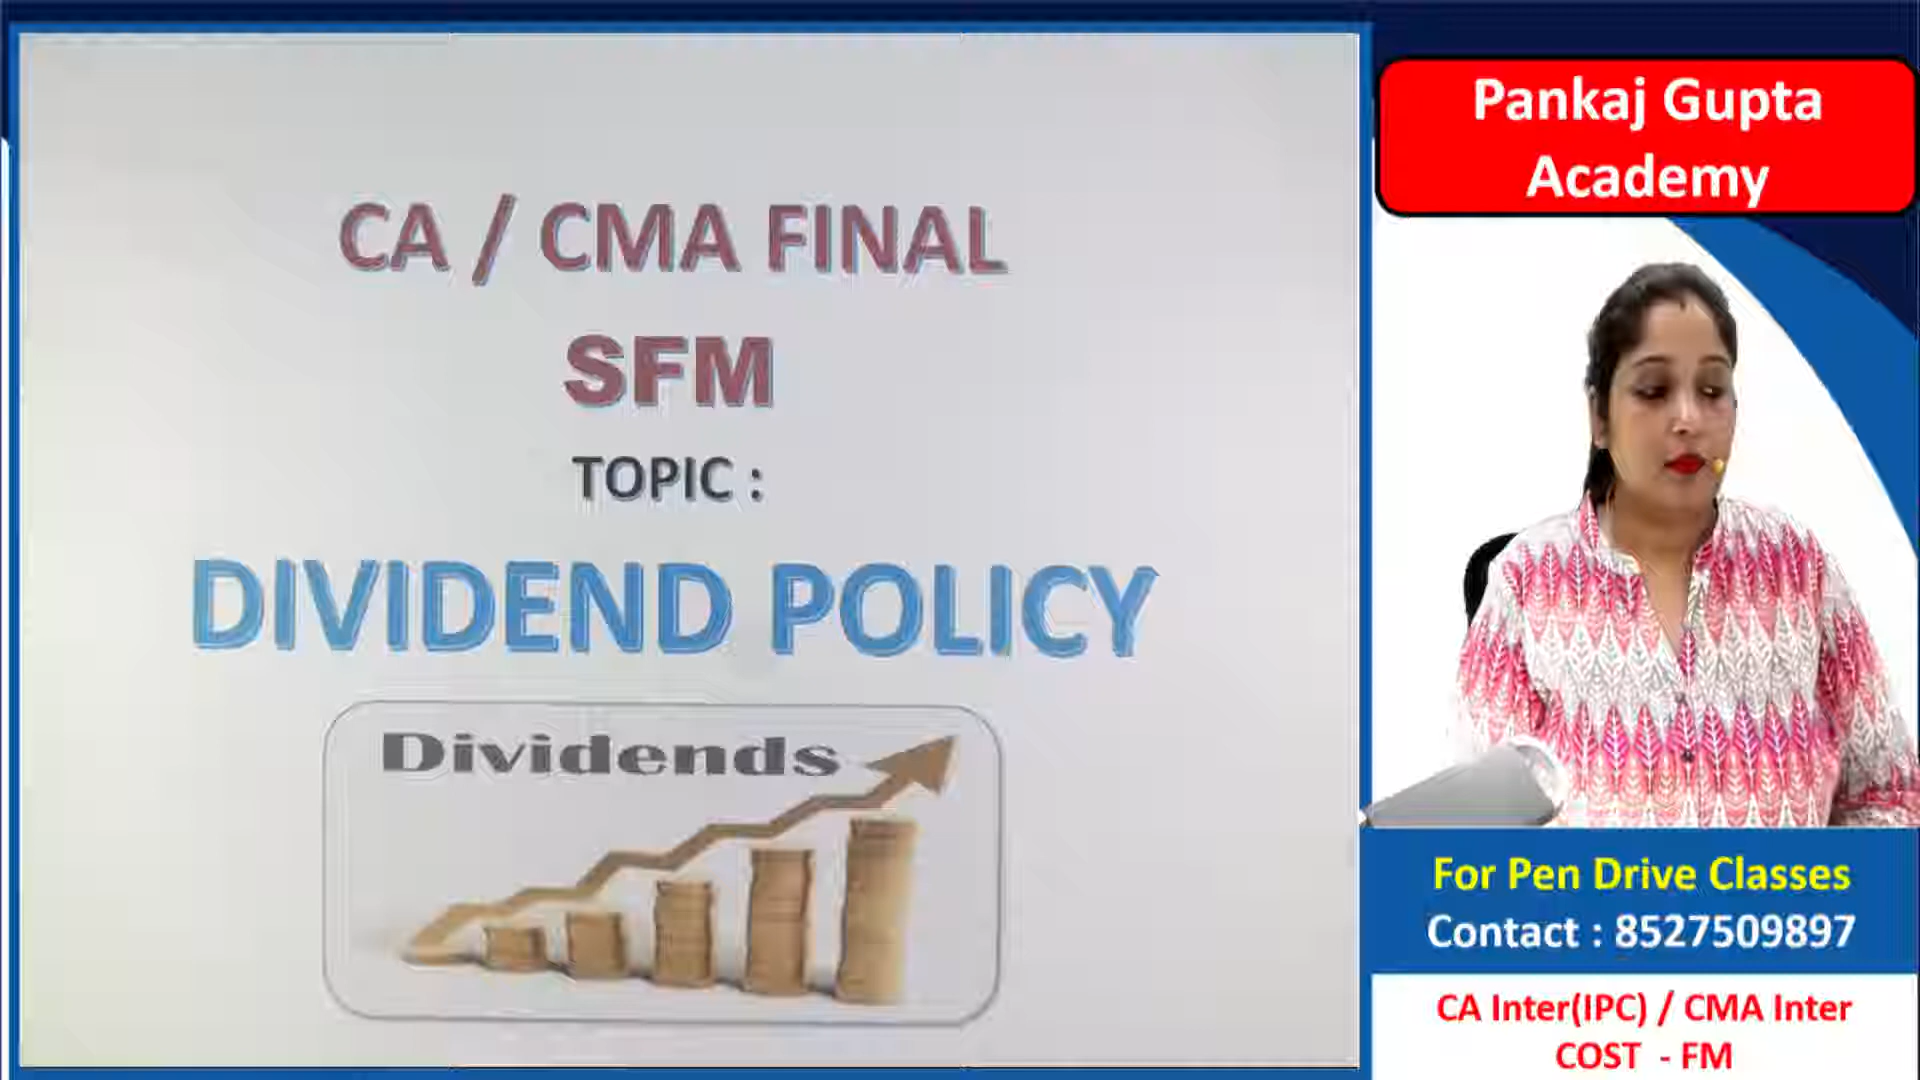 CA / CMA FINAL
SFM
TOPIC :
DIVIDEND POLICY
Dividends
Pankaj Gupta
Academy
For Pen Drive Classes
Contact : 8527509897
CA Inter(IPC) / CMA Inter
COST - FM